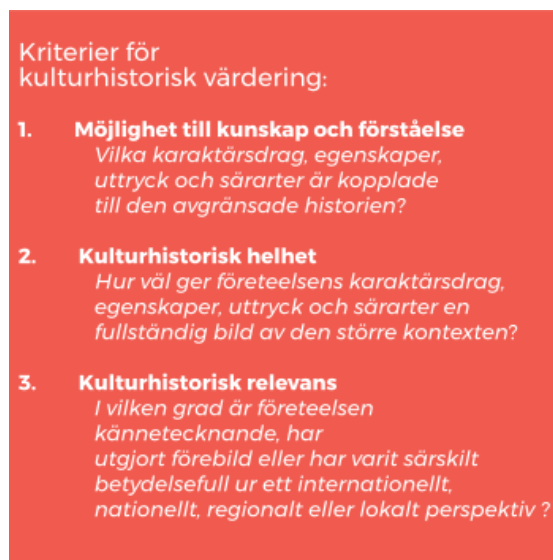 Kriterier för
kulturhistorisk värdering:
1. Möjlighet till kunskap och förståelse
Vilka karaktärsdrag, egenskaper,
uttryck och särarter är kopplade
till den avgränsade historien?
2. Kulturhistorisk helhet
Hur väl ger företeelsens karaktärsdrag,
egenskaper, uttryck och särarter en
fullständig bild av den större kontexten?
3. Kulturhistorisk relevans
I vilken grad är företeelsen
kännetecknande, har
utgjort förebild eller har varit särskilt
betydelsefull ur ett internationellt,
nationellt, regionalt eller lokalt perspektiv ?